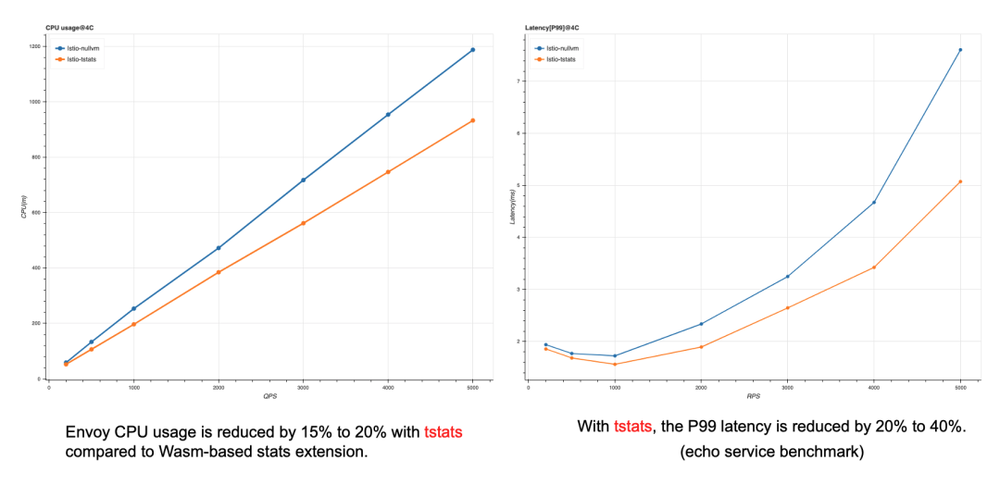 CPU usage@4C
Istio-nullvm
Istio-tstats
1200
1000
800
600
400
200
0
CPU(m)
0 1000 2000 3000 4000 5000
QPS
Envoy CPU usage is reduced by 15% to 20% with tstats
compared to Wasm-based stats extension.
Latency[P99]@4C
Istio-nullvm
Istio-tstats
7
6
5
4
3
2
Latency(ms)
0 1000 2000 3000 4000 5000
RPS
With tstats, the P99 latency is reduced by 20% to 40%.
(echo service benchmark)